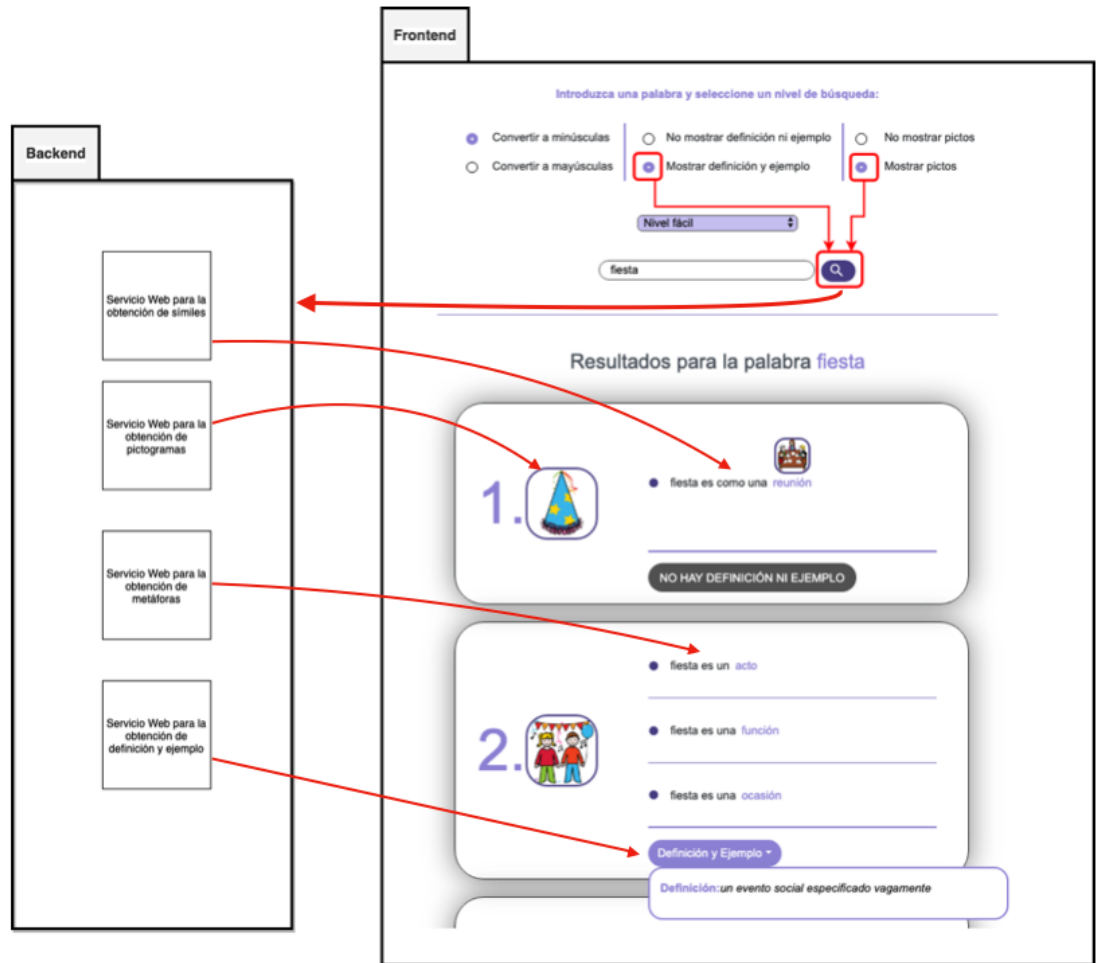 Frontend
Introduzca una palabra y seleccione un nivel de búsqueda:
Convertir a minúsculas
No mostrar definición ni ejemplo
No mostrar pictos
Convertir a mayúsculas
Mostrar definición y ejemplo
Mostrar pictos
Nivel fácil
fiesta
Resultados para la palabra fiesta
1.
fiesta es como una reunión
NO HAY DEFINICIÓN NI EJEMPLO
2.
fiesta es un acto
fiesta es una función
fiesta es una ocasión
Definición y Ejemplo
Definición:un evento social especificado vagamente
Backend
Servicio Web para la
obtención de símiles
Servicio Web para la
obtención de
pictogramas
Servicio Web para la
obtención de
metáforas
Servicio Web para la
obtención de
definición y ejemplo